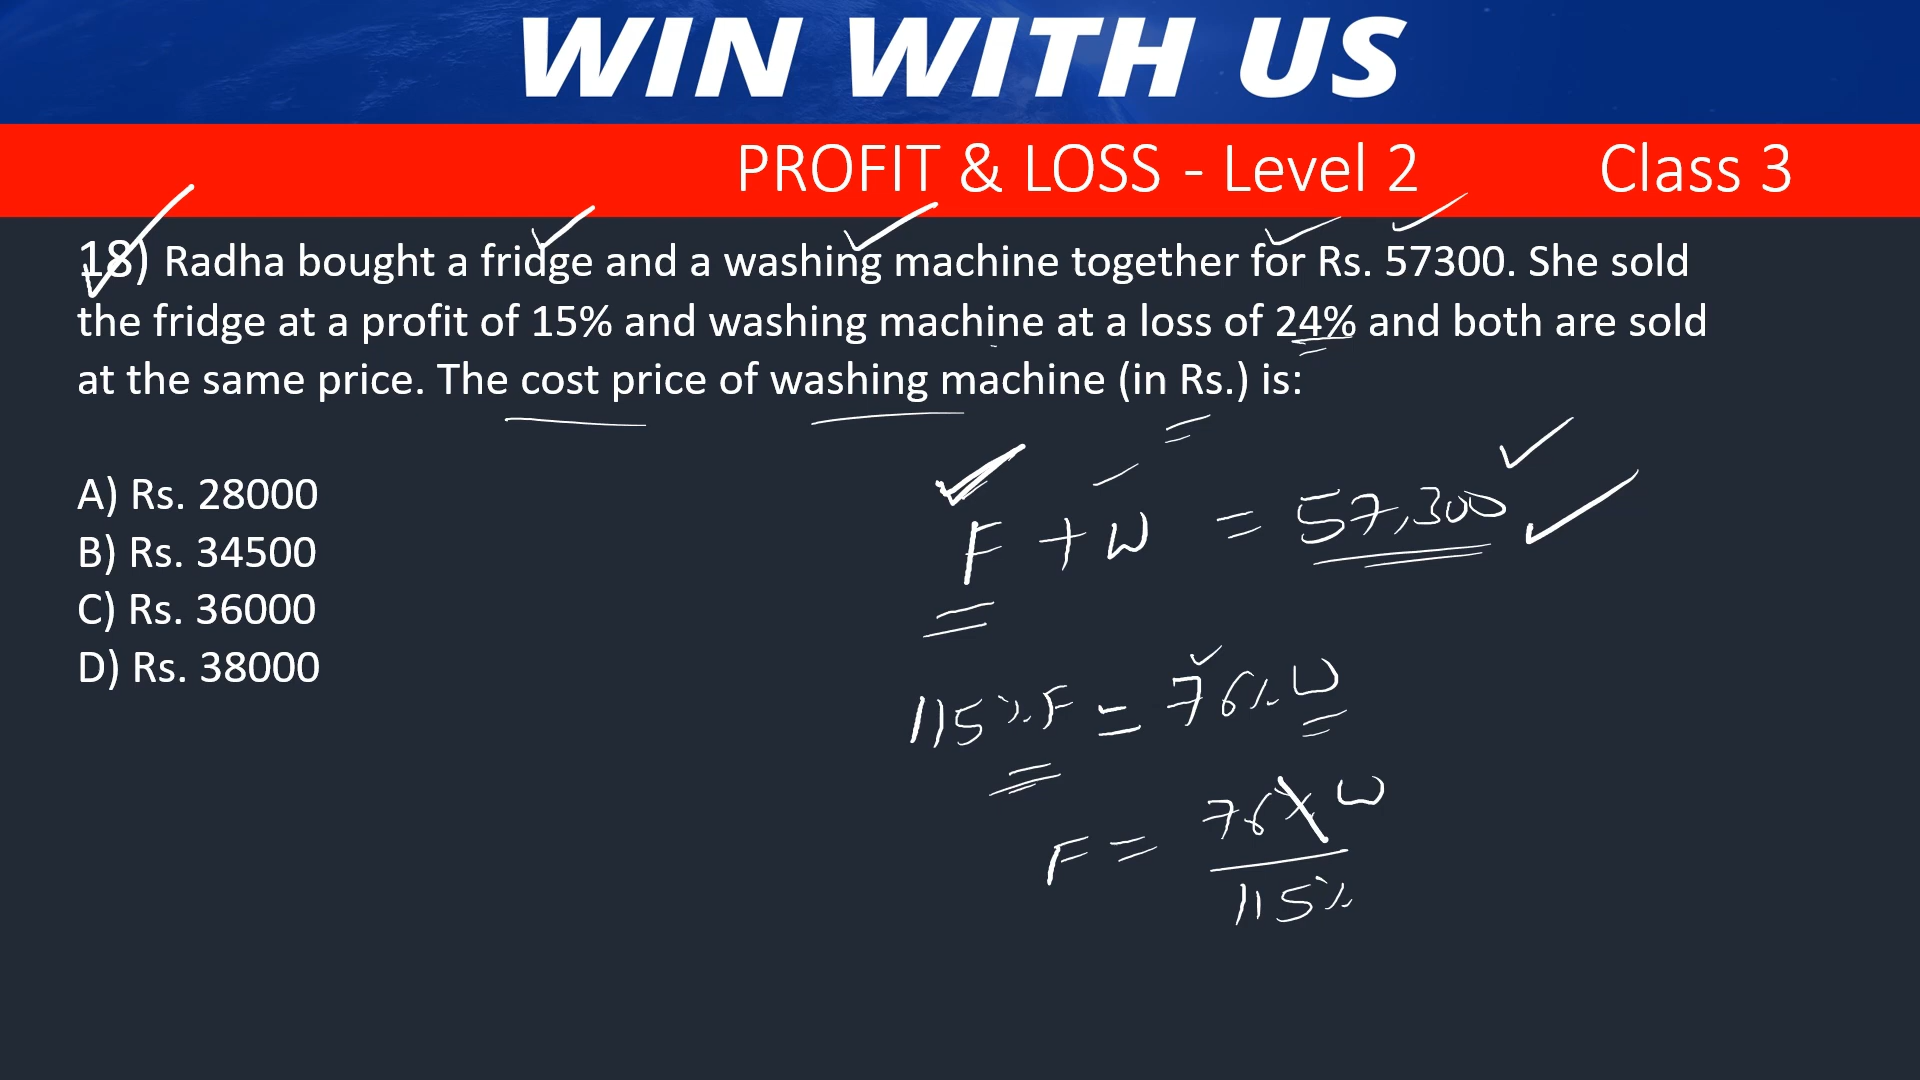 WIN WITH US
PROFIT & LOSS - Level 2 Class 3
18) Radha bought a fridge and a washing machine together for Rs. 57300. She sold
the fridge at a profit of 15% and washing machine at a loss of 24% and both are sold
at the same price. The cost price of washing machine (in Rs.) is:
A) Rs. 28000
B) Rs. 34500
C) Rs. 36000
D) Rs. 38000
F + W = 57,300
115% F = 76% W
F = 76% W
115%